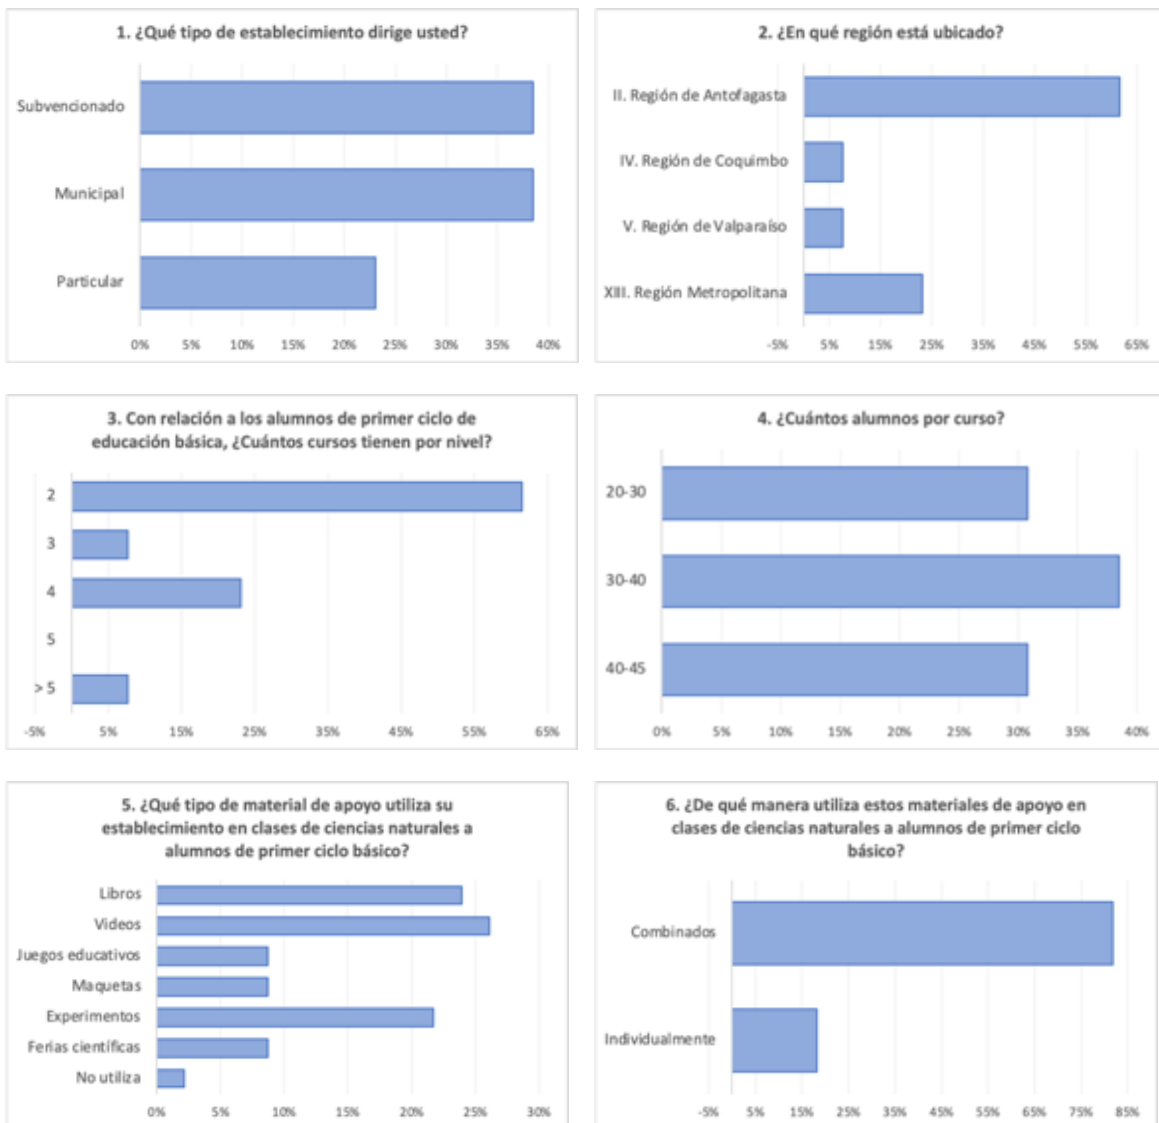 1. ¿Qué tipo de establecimiento dirige usted?
Subvencionado
Municipal
Particular
0% 5% 10% 15% 20% 25% 30% 35% 40%
2. ¿En qué región está ubicado?
II. Región de Antofagasta
IV. Región de Coquimbo
V. Región de Valparaíso
XIII. Región Metropolitana
-5% 5% 15% 25% 35% 45% 55% 65%
3. Con relación a los alumnos de primer ciclo de
educación básica, ¿Cuántos cursos tienen por nivel?
2
3
4
5
> 5
-5% 5% 15% 25% 35% 45% 55% 65%
4. ¿Cuántos alumnos por curso?
20-30
30-40
40-45
0% 5% 10% 15% 20% 25% 30% 35% 40%
5. ¿Qué tipo de material de apoyo utiliza su
establecimiento en clases de ciencias naturales a
alumnos de primer ciclo básico?
Libros
Videos
Juegos educativos
Maquetas
Experimentos
Ferias científicas
No utiliza
0% 5% 10% 15% 20% 25% 30%
6. ¿De qué manera utiliza estos materiales de apoyo en
clases de ciencias naturales a alumnos de primer ciclo
básico?
Combinados
Individualmente
-5% 5% 15% 25% 35% 45% 55% 65% 75% 85%